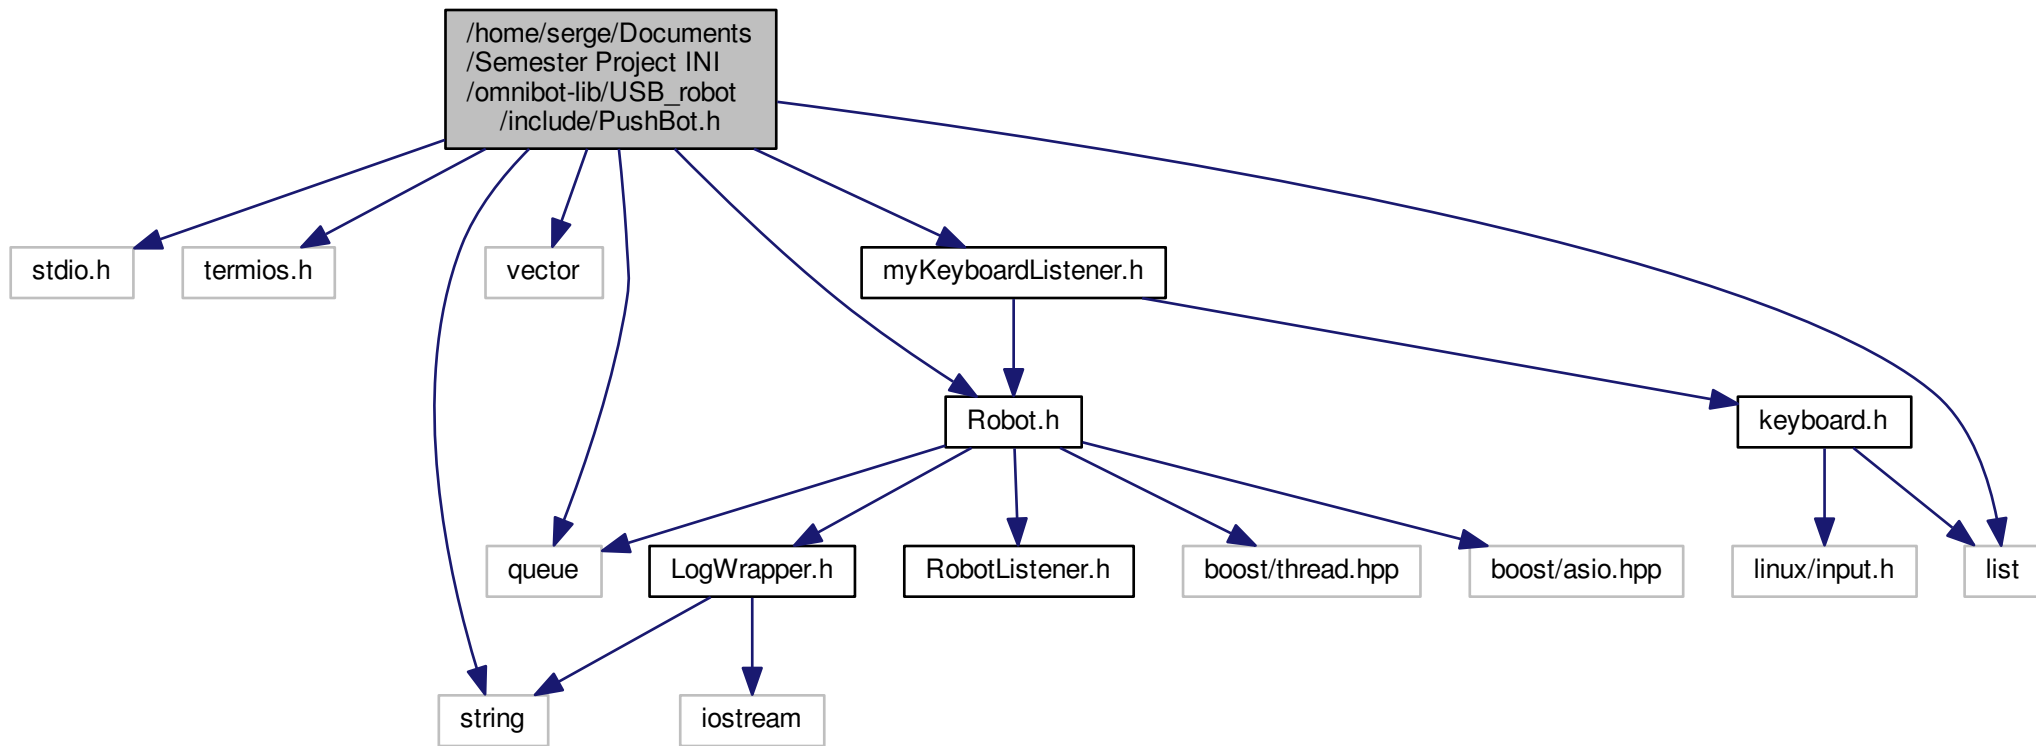 /home/serge/Documents
/Semester Project INI
/omnibot-lib/USB_robot
/include/PushBot.h
stdio.h
termios.h
vector
myKeyboardListener.h
Robot.h
keyboard.h
queue
LogWrapper.h
RobotListener.h
boost/thread.hpp
boost/asio.hpp
linux/input.h
list
string
iostream